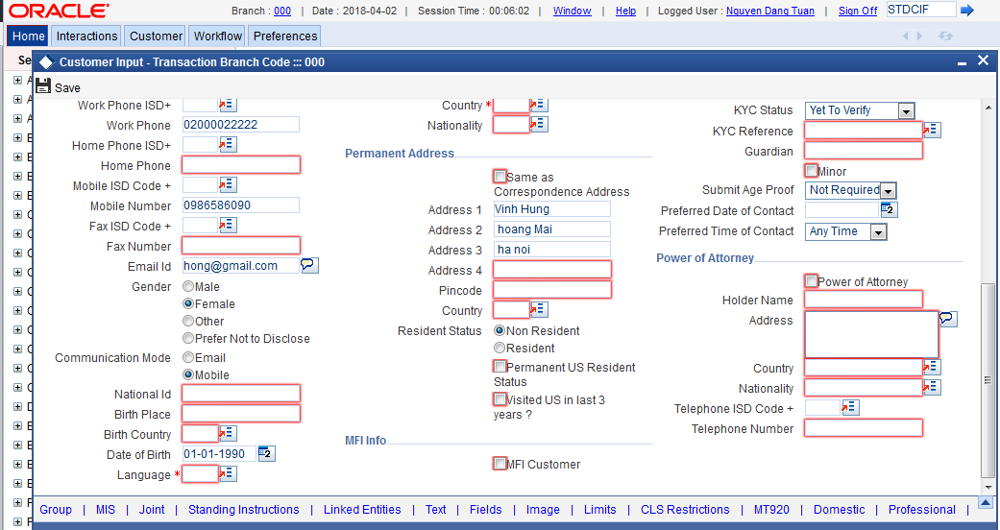 ORACLE
Branch : 000 | Date : 2018-04-02 | Session Time : 00:06:02 | Window | Help | Logged User : Nguyen Dang Tuan | Sign Off STDCIF
Home Interactions Customer Workflow Preferences
Se
Customer Input - Transaction Branch Code ::: 000
Save
Work Phone ISD+
Work Phone 02000022222
Home Phone ISD+
Home Phone
Mobile ISD Code +
Mobile Number 0986586090
Fax ISD Code +
Fax Number
Email Id hong@gmail.com
Gender Male
Female
Other
Prefer Not to Disclose
Communication Mode Email
Mobile
National Id
Birth Place
Birth Country
Date of Birth 01-01-1990
Language *
Country *
Nationality
Permanent Address
Same as
Correspondence Address
Address 1 Vinh Hung
Address 2 hoang Mai
Address 3 ha noi
Address 4
Pincode
Country
Resident Status Non Resident
Resident
Permanent US Resident
Status
Visited US in last 3
years ?
MFI Info
MFI Customer
KYC Status Yet To Verify
KYC Reference
Guardian
Minor
Submit Age Proof Not Required
Preferred Date of Contact
Preferred Time of Contact Any Time
Power of Attorney
Power of Attorney
Holder Name
Address
Country
Nationality
Telephone ISD Code +
Telephone Number
Group | MIS | Joint | Standing Instructions | Linked Entities | Text | Fields | Image | Limits | CLS Restrictions | MT920 | Domestic | Professional |